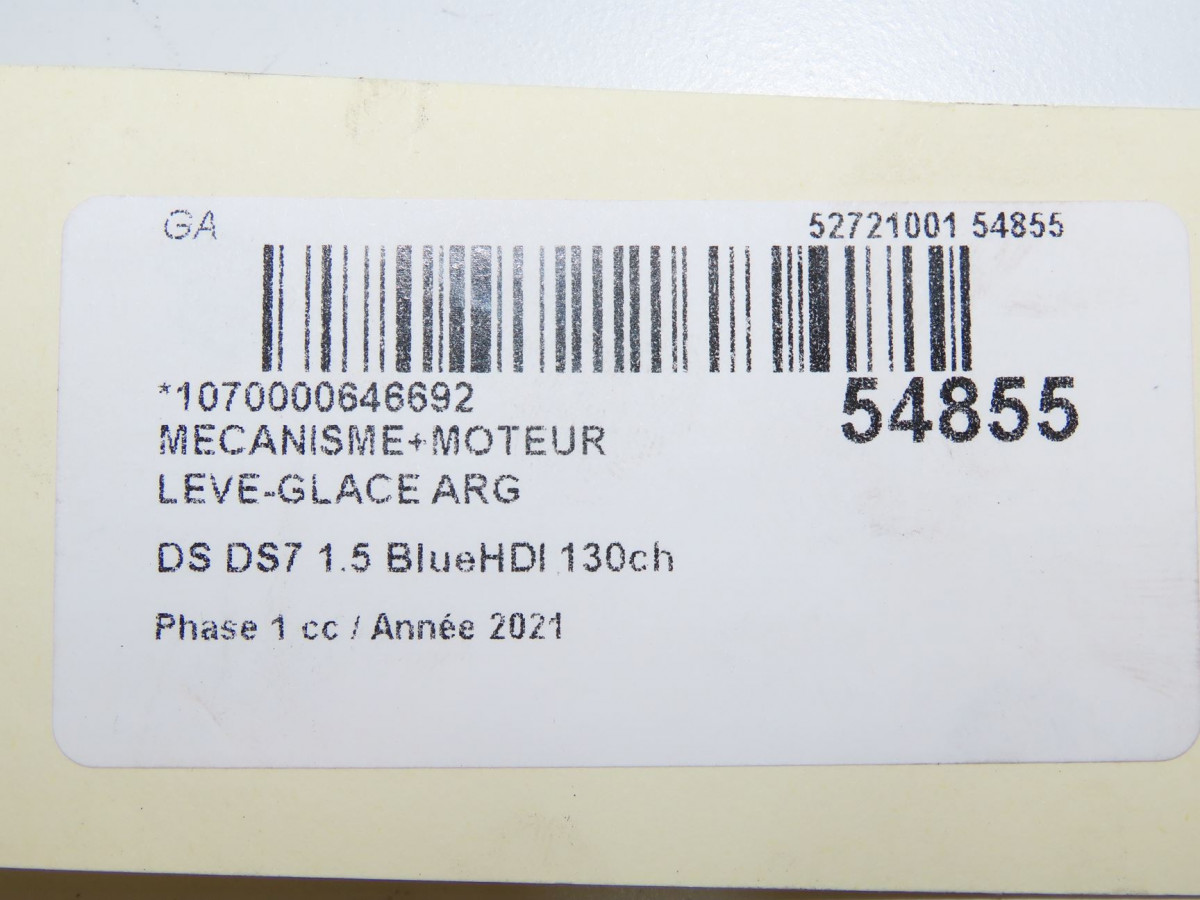 GA 52721001 54855
*1070000646692
54855
MECANISME+MOTEUR
LEVE-GLACE ARG
DS DS7 1.5 BlueHDI 130ch
Phase 1 cc / Année 2021